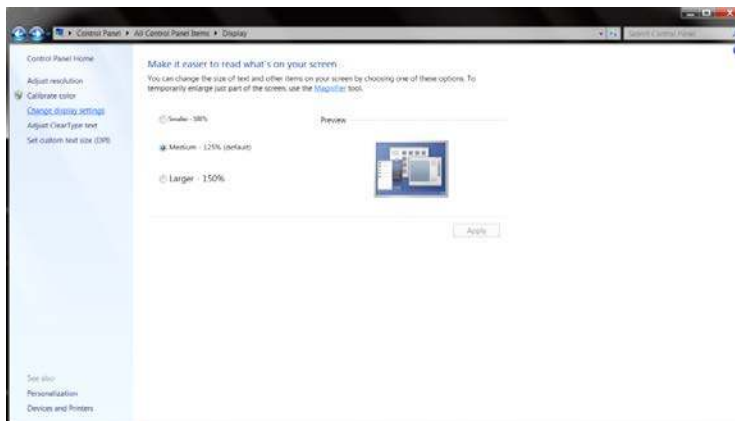 Control Panel ▸ All Control Panel Items ▸ Display
Search Control Panel
Control Panel Home
Adjust resolution
Calibrate color
Change display settings
Adjust ClearType text
Set custom text size (DPI)
Make it easier to read what's on your screen
You can change the size of text and other items on your screen by choosing one of these options. To
temporarily enlarge just part of the screen, use the Magnifier tool.
Smaller - 100%
Preview
Medium - 125% (default)
Larger - 150%
Apply
See also
Personalization
Devices and Printers